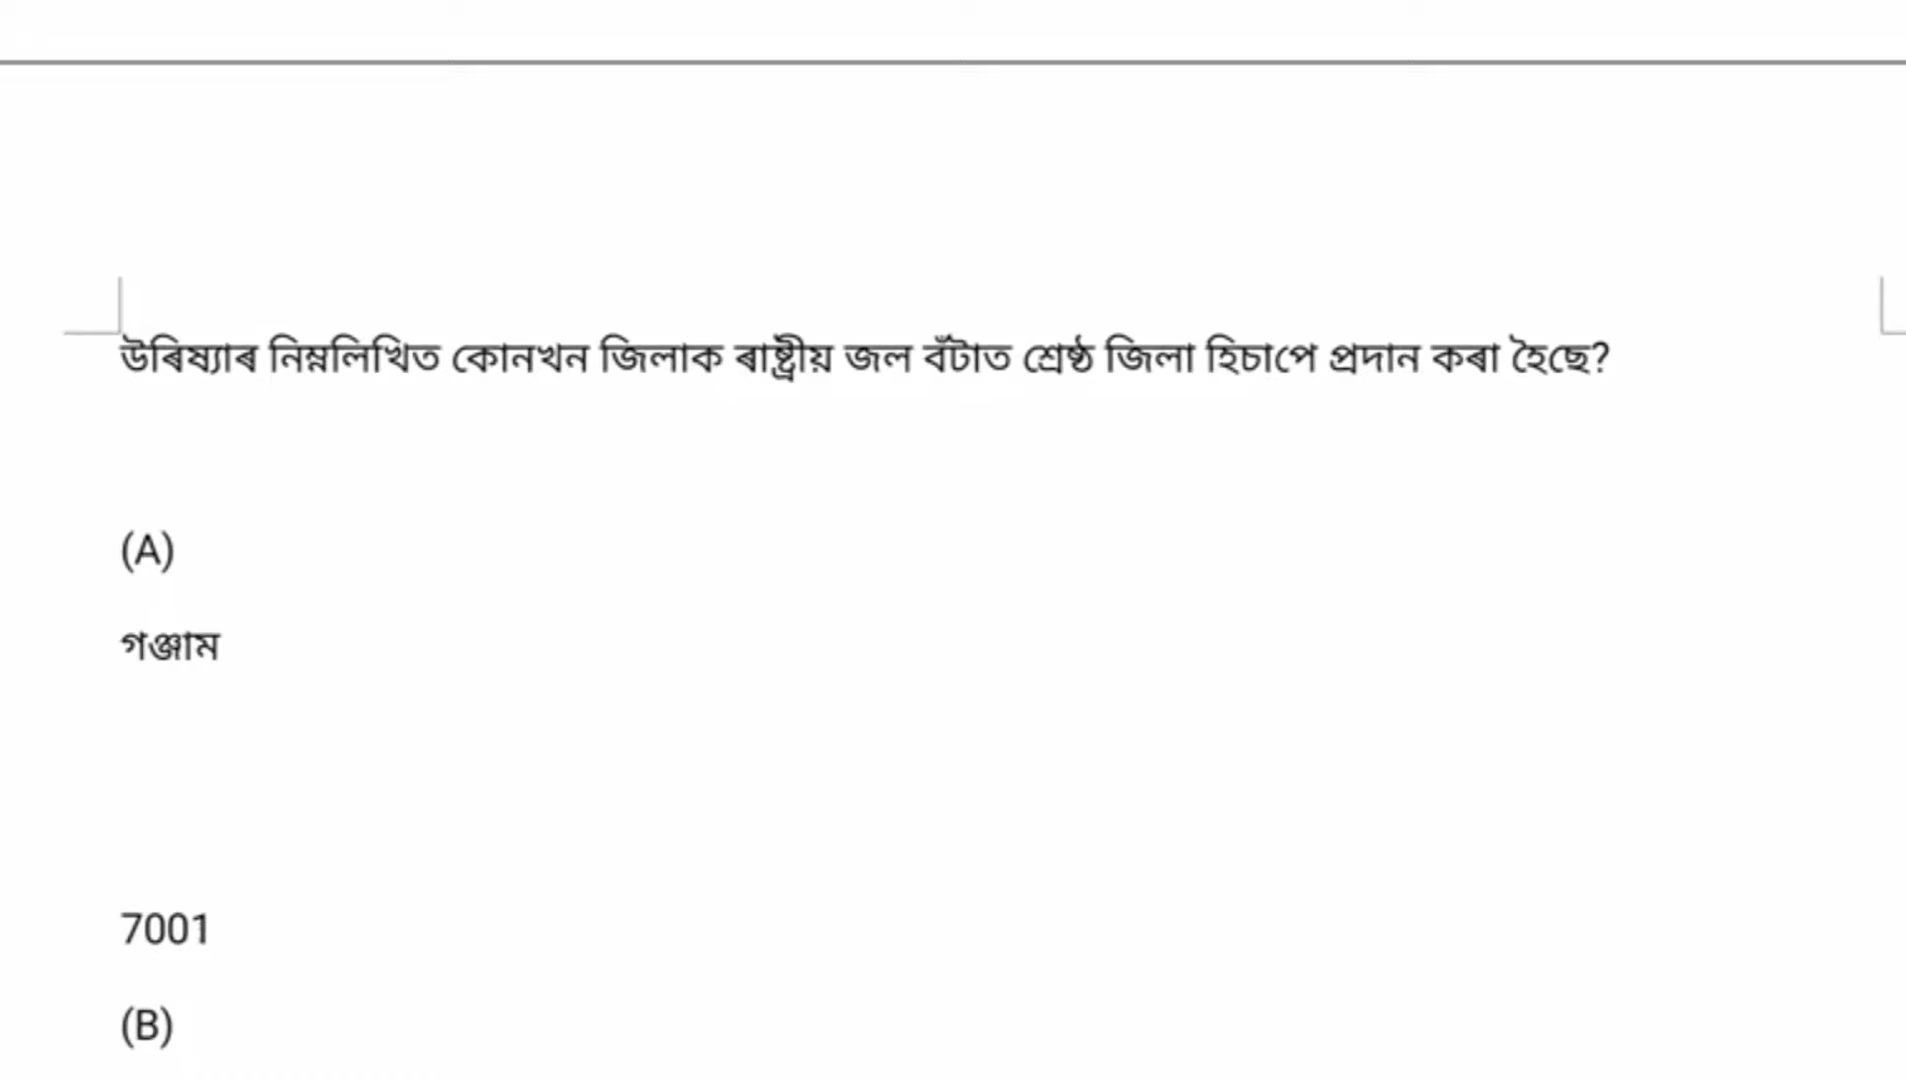 উৰিষ্যাৰ নিম্নলিখিত কোনখন জিলাক ৰাষ্ট্ৰীয় জল বঁটাত শ্ৰেষ্ঠ জিলা হিচাপে প্ৰদান কৰা হৈছে?
(A)
গঞ্জাম
7001
(B)